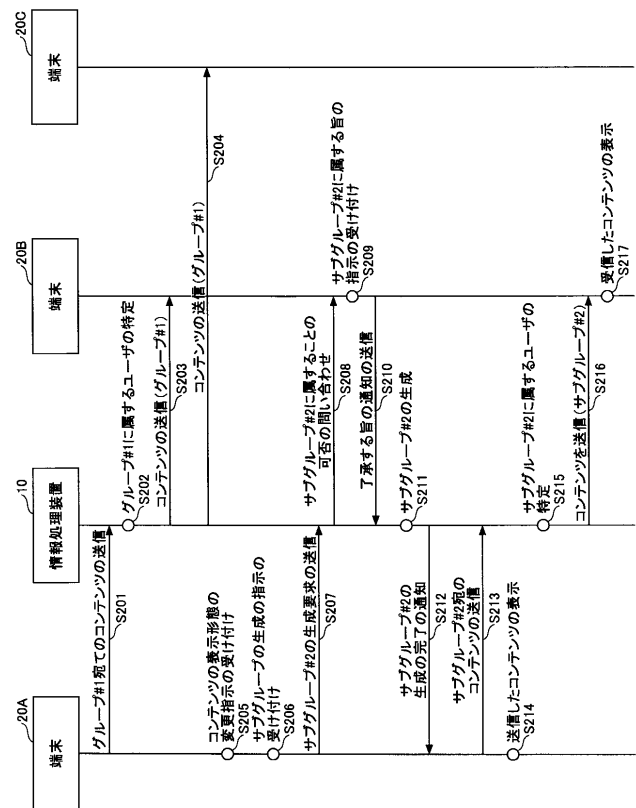 20A
端末
10
情報処理装置
20B
端末
20C
端末
グループ#1宛てのコンテンツの送信
S201
グループ#1に属するユーザの特定
S202
コンテンツの送信(グループ#1)
S203
コンテンツの送信(グループ#1)
S204
コンテンツの表示形態の
変更指示の受け付け
S205
サブグループの生成の指示の
受け付け
S206
サブグループ#2の生成要求の送信
S207
サブグループ#2に属することの
可否の問い合わせ
S208
サブグループ#2に属する旨の
指示の受け付け
S209
了承する旨の通知の送信
S210
サブグループ#2の生成
S211
サブグループ#2の
生成の完了の通知
S212
サブグループ#2宛の
コンテンツの送信
S213
送信したコンテンツの表示
S214
サブグループ#2に属するユーザの
特定
S215
コンテンツを送信(サブグループ#2)
S216
受信したコンテンツの表示
S217